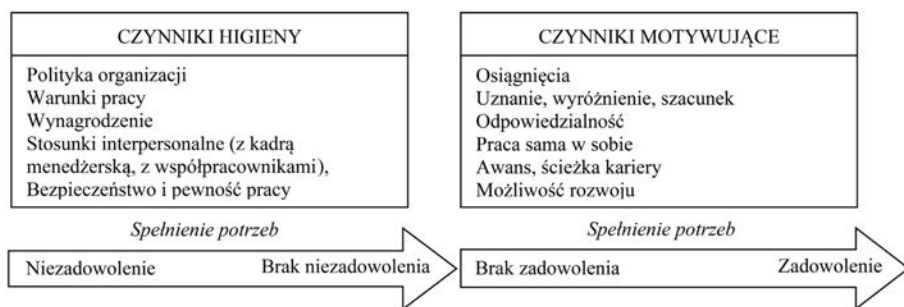 CZYNNIKI HIGIENY
Polityka organizacji
Warunki pracy
Wynagrodzenie
Stosunki interpersonalne (z kadrą
menedżerską, z współpracownikami),
Bezpieczeństwo i pewność pracy
CZYNNIKI MOTYWUJĄCE
Osiągnięcia
Uznanie, wyróżnienie, szacunek
Odpowiedzialność
Praca sama w sobie
Awans, ścieżka kariery
Możliwość rozwoju
Spełnienie potrzeb
Niezadowolenie Brak niezadowolenia
Spełnienie potrzeb
Brak zadowolenia Zadowolenie